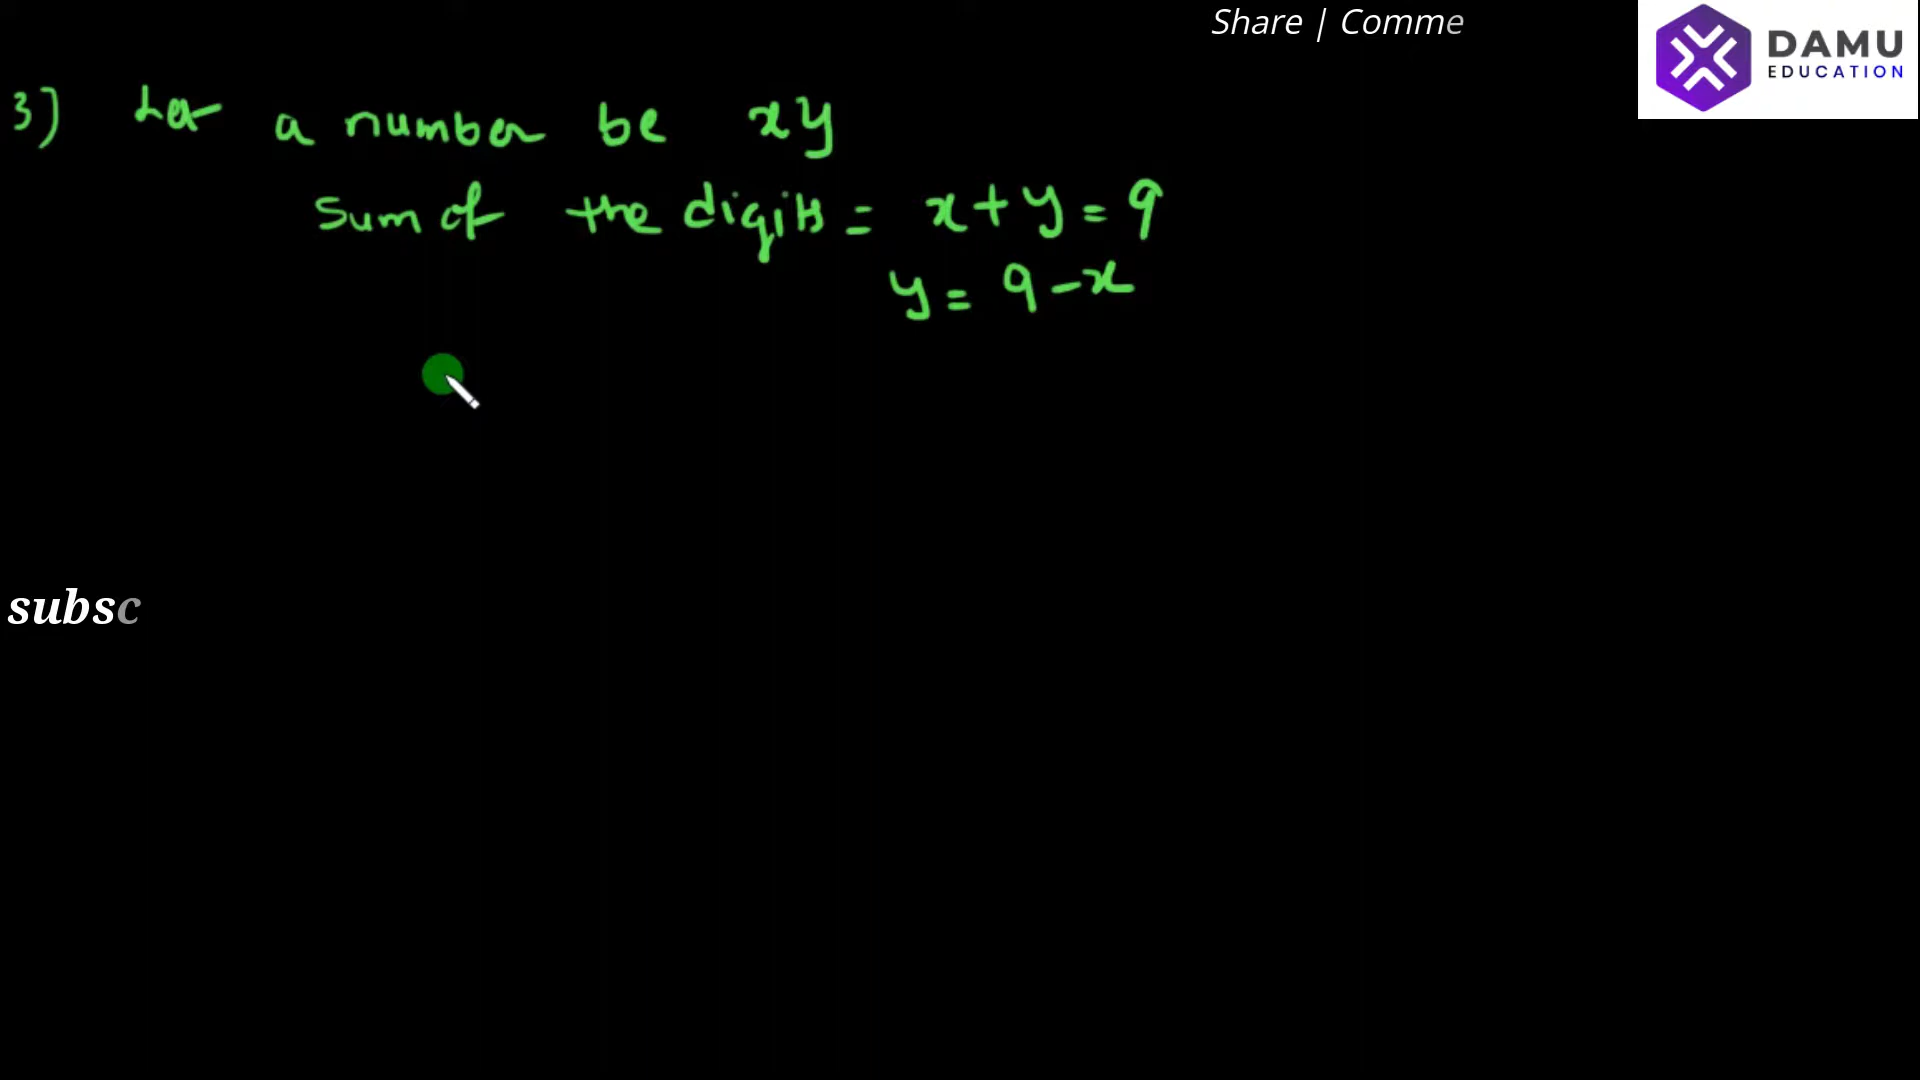 Share | Comme
DAMU
EDUCATION
3) Let a number be xy
Sum of the digits = x + y = 9
y = 9 - x
subsc